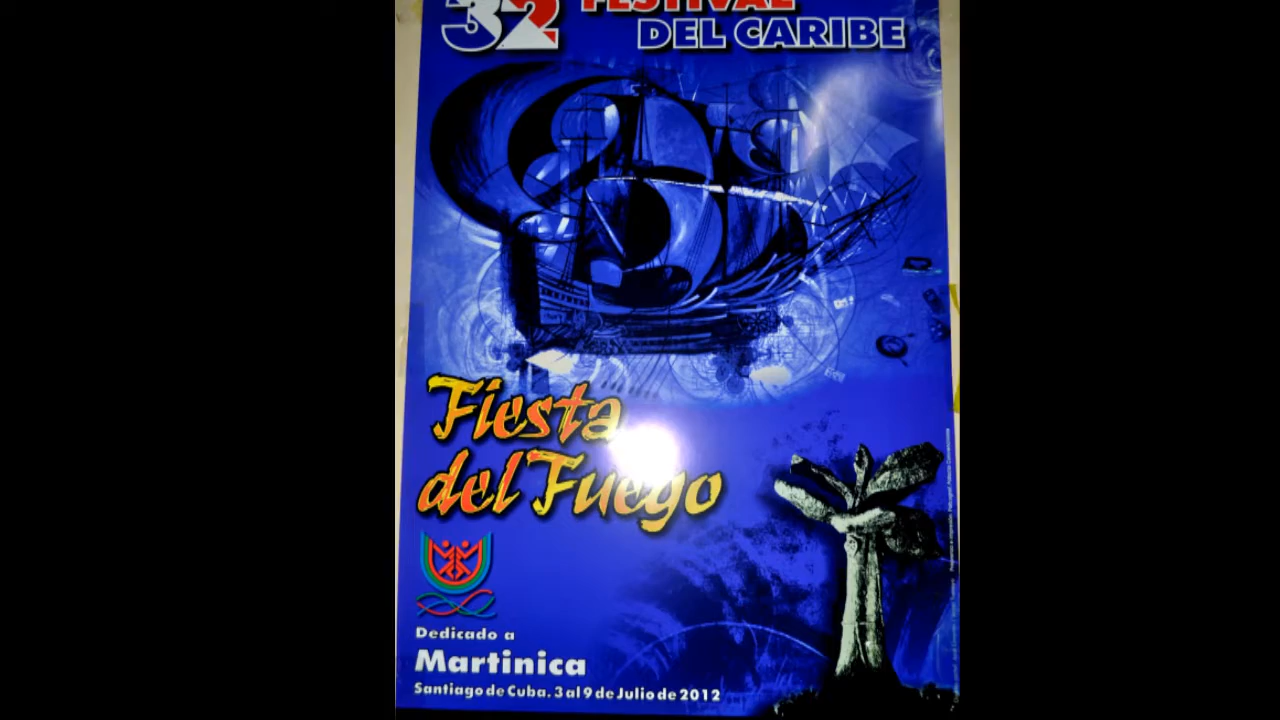 32 FESTIVAL
DEL CARIBE
Fiesta
del Fuego
Dedicado a
Martinica
Santiago de Cuba. 3 al 9 de Julio de 2012